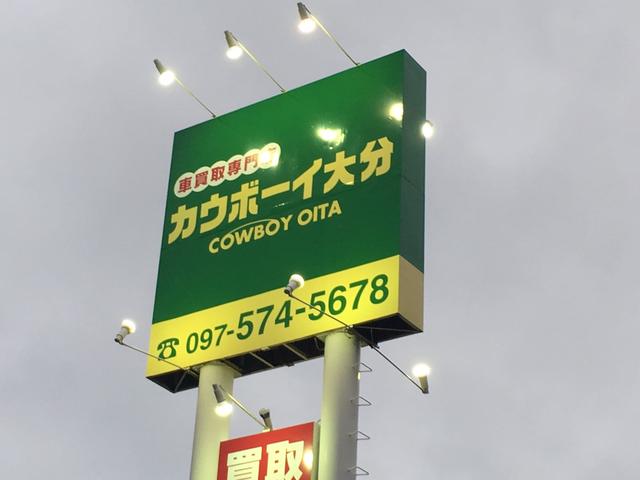 車買取専門店
カウボーイ大分
COWBOY OITA
☎097-574-5678
買取